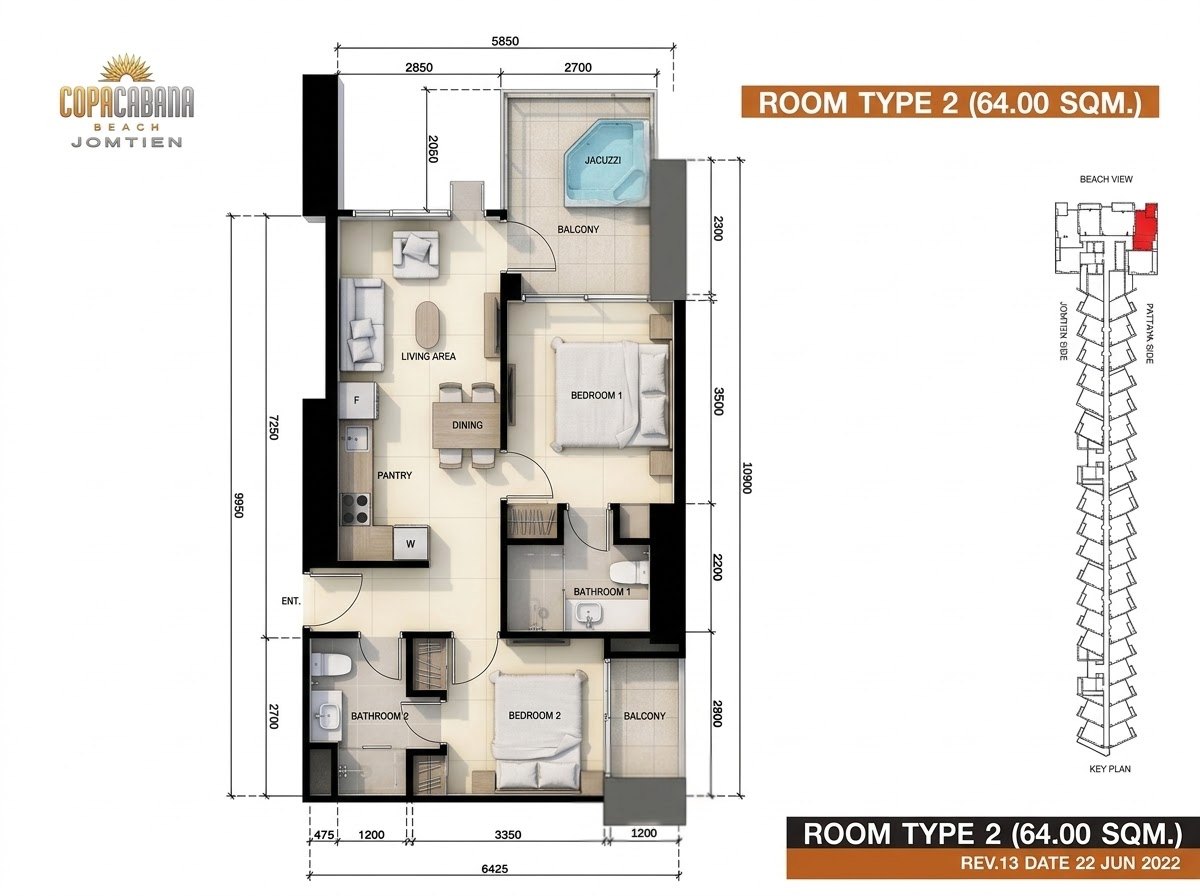 COPACABANA
BEACH
JOMTIEN
5850
2850
2700
ROOM TYPE 2 (64.00 SQM.)
2060
JACUZZI
BALCONY
2300
BEACH VIEW
JOMTIEN SIDE
PATTAYA SIDE
KEY PLAN
LIVING AREA
F
DINING
BEDROOM 1
3500
7250
PANTRY
10900
9950
W
ENT.
BATHROOM 1
2200
BATHROOM 2
BEDROOM 2
BALCONY
2700
2800
475
1200
3350
1200
6425
ROOM TYPE 2 (64.00 SQM.)
REV.13 DATE 22 JUN 2022